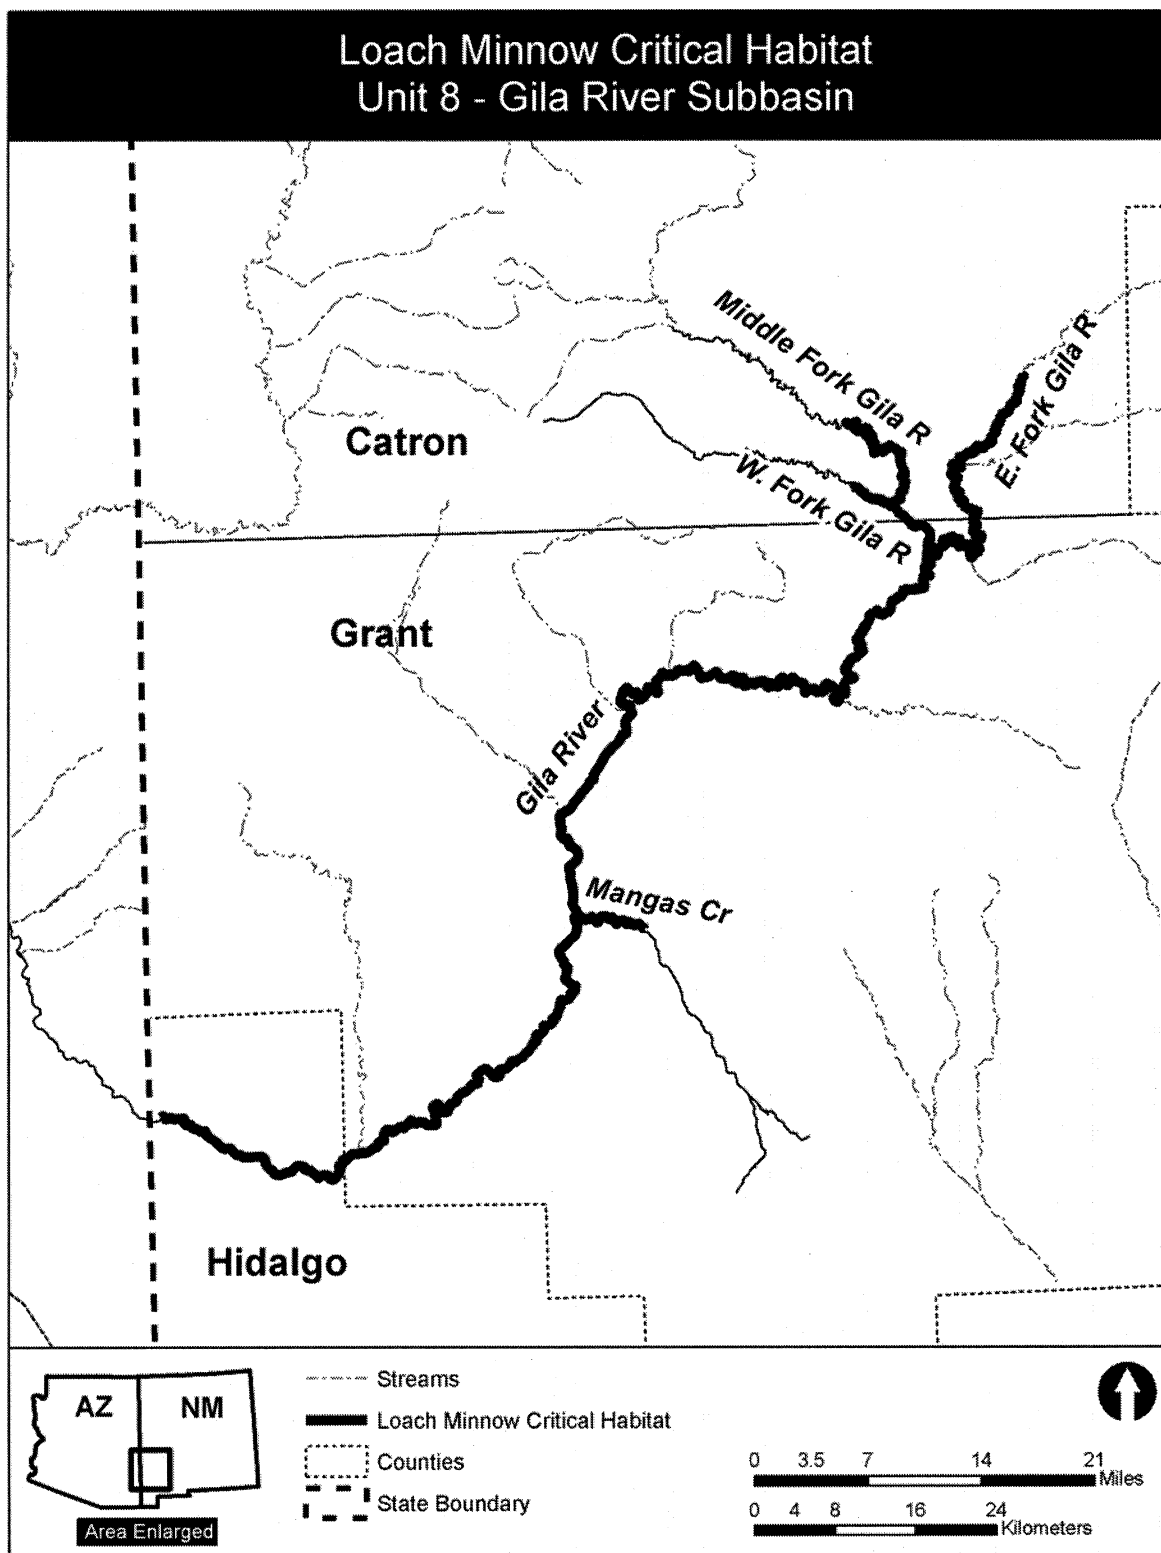 Loach Minnow Critical Habitat
Unit 8 - Gila River Subbasin
Middle Fork Gila R
E. Fork Gila R
Catron
W. Fork Gila R
Grant
Gila River
Mangas Cr
Hidalgo
AZ NM
Area Enlarged
Streams
Loach Minnow Critical Habitat
Counties
State Boundary
0 3.5 7 14 21
Miles
0 4 8 16 24
Kilometers